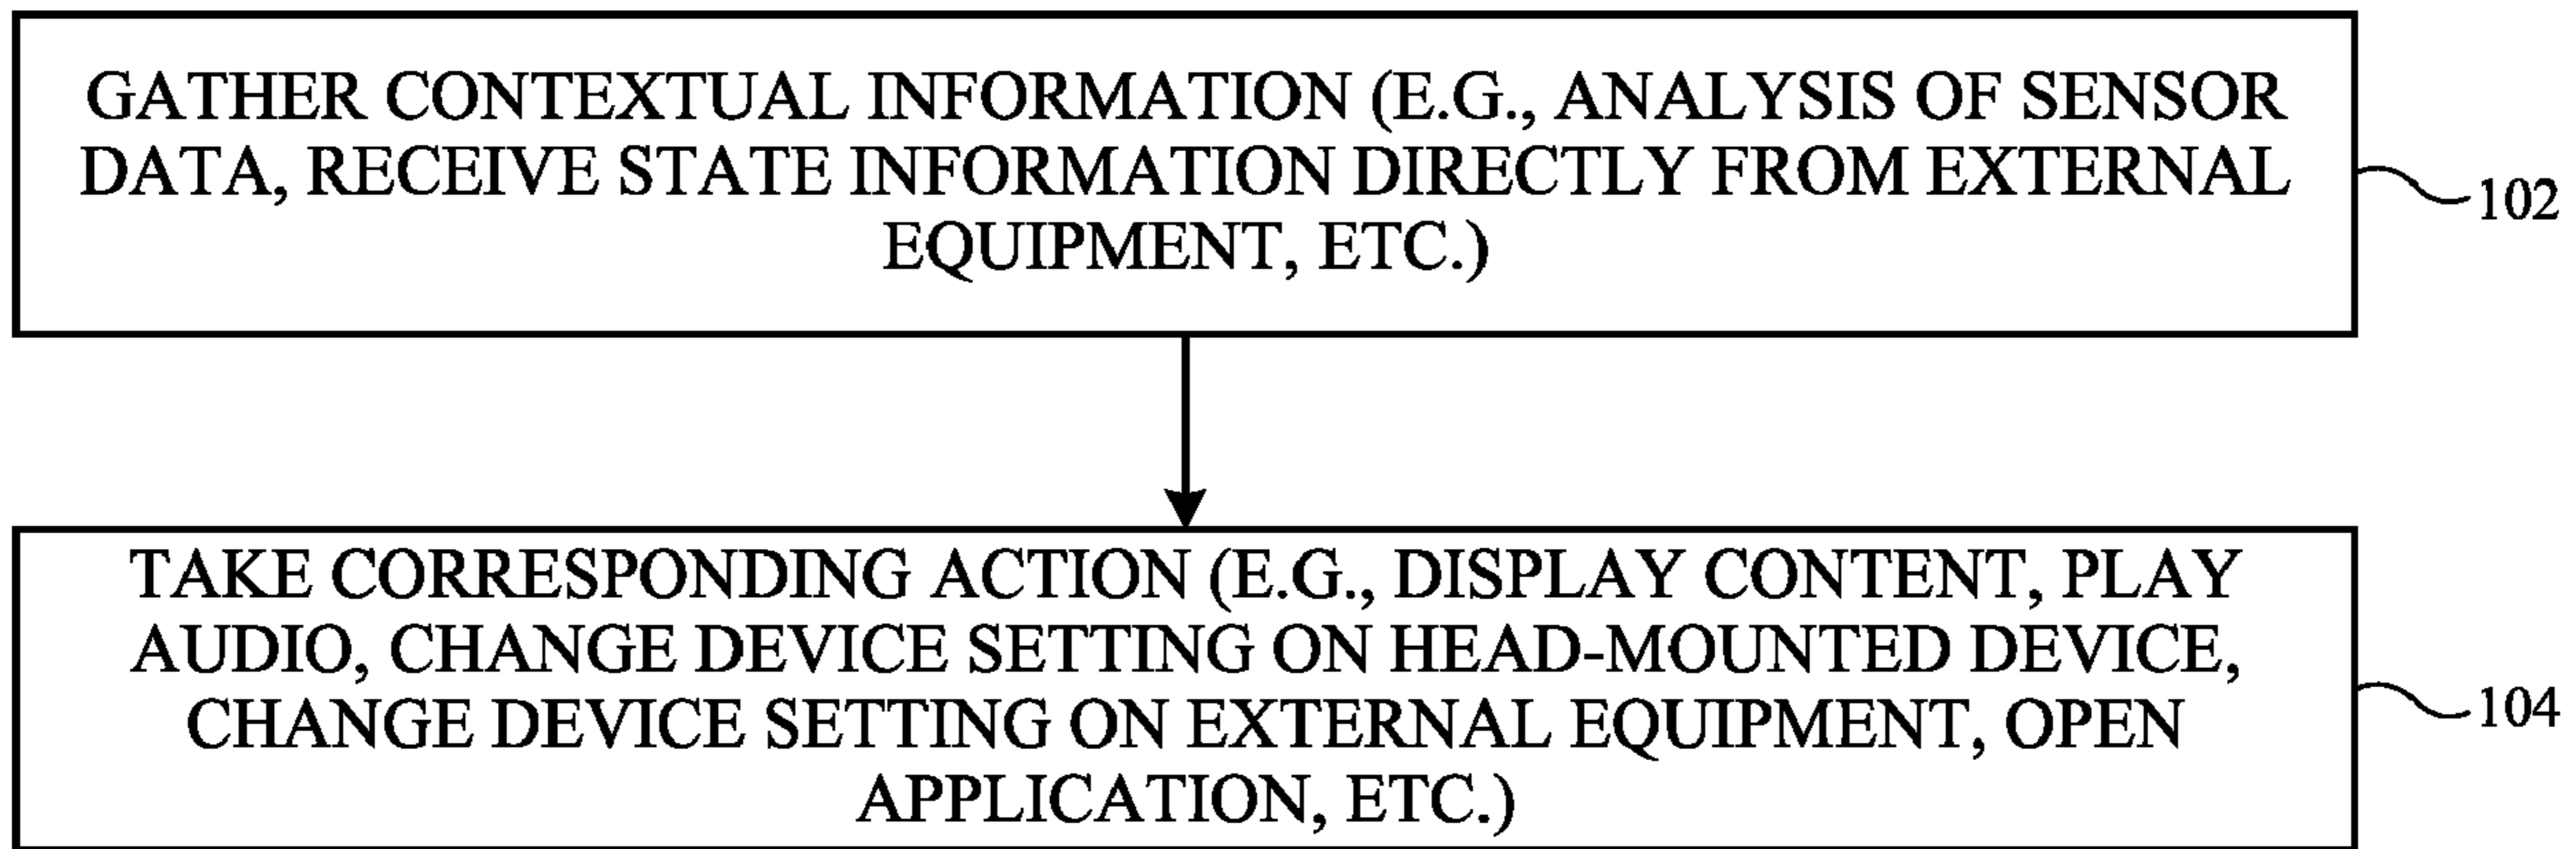 GATHER CONTEXTUAL INFORMATION (E.G., ANALYSIS OF SENSOR
DATA, RECEIVE STATE INFORMATION DIRECTLY FROM EXTERNAL
EQUIPMENT, ETC.)
102
TAKE CORRESPONDING ACTION (E.G., DISPLAY CONTENT, PLAY
AUDIO, CHANGE DEVICE SETTING ON HEAD-MOUNTED DEVICE,
CHANGE DEVICE SETTING ON EXTERNAL EQUIPMENT, OPEN
APPLICATION, ETC.)
104